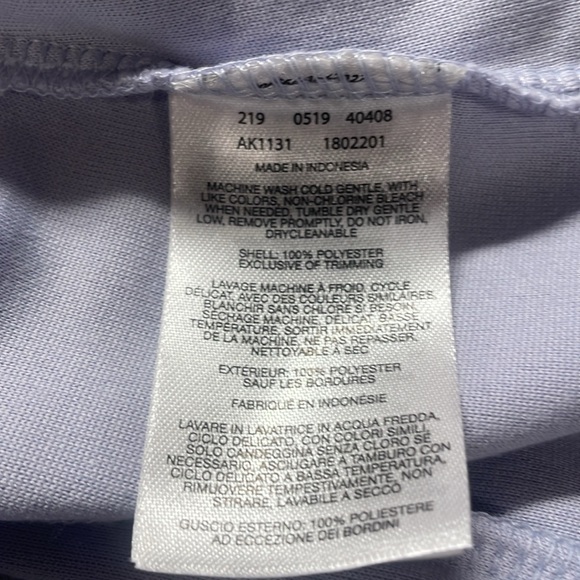 219 0519 40408
AK1131 1802201
MADE IN INDONESIA
MACHINE WASH COLD GENTLE, WITH
LIKE COLORS, NON-CHLORINE BLEACH
WHEN NEEDED, TUMBLE DRY GENTLE
LOW, REMOVE PROMPTLY, DO NOT IRON,
DRYCLEANABLE
SHELL: 100% POLYESTER
EXCLUSIVE OF TRIMMING
LAVAGE MACHINE À FROID, CYCLE
DÉLICAT, AVEC DES COULEURS SIMILAIRES,
BLANCHIR SANS CHLORE SI BESOIN,
SÉCHAGE MACHINE, DÉLICAT, BASSE
TEMPÉRATURE, SORTIR IMMÉDIATEMENT
DE LA MACHINE, NE PAS REPASSER,
NETTOYABLE À SEC
EXTÉRIEUR: 100% POLYESTER
SAUF LES BORDURES
FABRIQUÉ EN INDONÉSIE
LAVARE IN LAVATRICE IN ACQUA FREDDA,
CICLO DELICATO, CON COLORI SIMILI,
SOLO CANDEGGINA SENZA CLORO SE
NECESSARIO, ASCIUGARE A TAMBURO CON
CICLO DELICATO A BASSA TEMPERATURA,
RIMUOVERE TEMPESTIVAMENTE, NON
STIRARE, LAVABILE A SECCO
GUSCIO ESTERNO: 100% POLIESTERE
AD ECCEZIONE DEI BORDINI